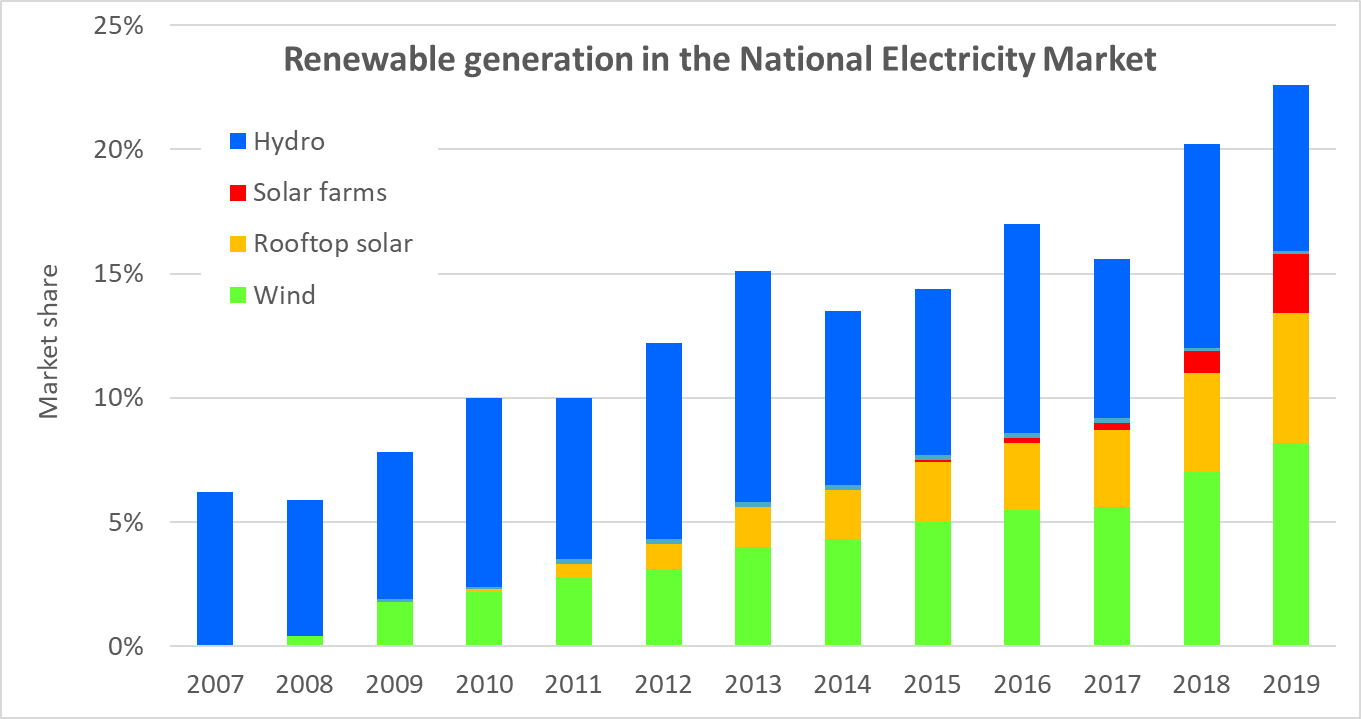 Renewable generation in the National Electricity Market
25%
20%
15%
10%
5%
0%
Market share
Hydro
Solar farms
Rooftop solar
Wind
2007 2008 2009 2010 2011 2012 2013 2014 2015 2016 2017 2018 2019